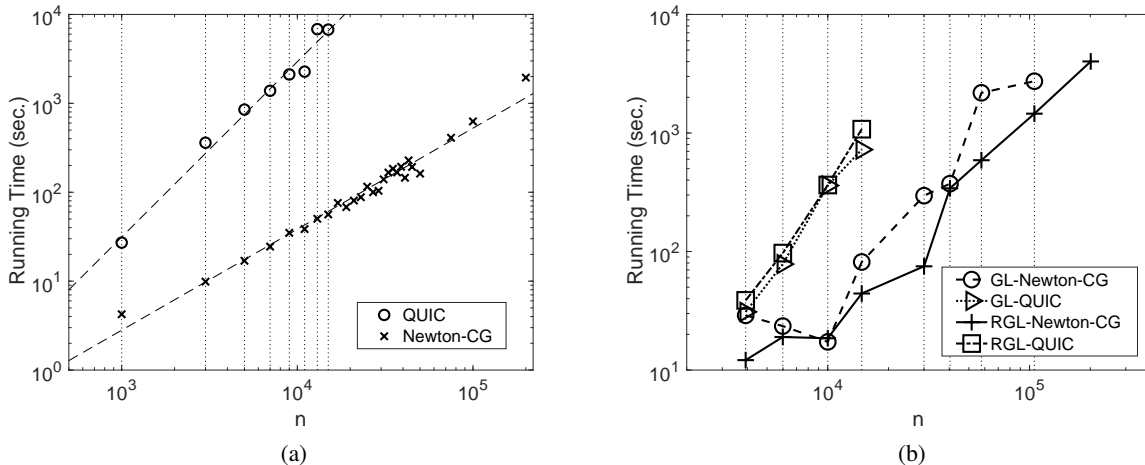 10^4
10^3
10^2
10^1
10^0
Running Time (sec.)
QUIC
Newton-CG
10^3
10^4
10^5
n
(a)
10^4
10^3
10^2
10^1
Running Time (sec.)
GL-Newton-CG
GL-QUIC
RGL-Newton-CG
RGL-QUIC
10^4
10^5
n
(b)